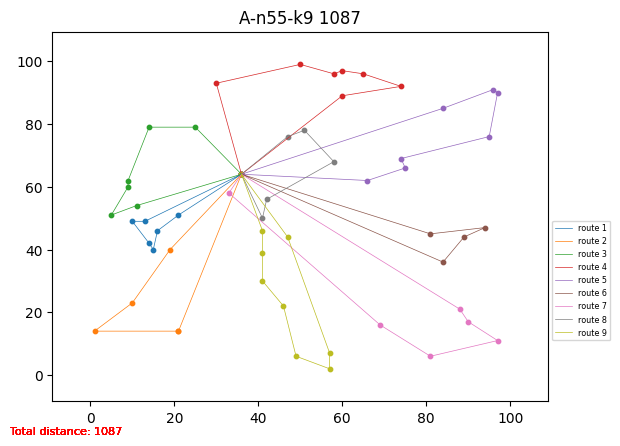 A-n55-k9 1087
100
80
60
40
20
0
0 20 40 60 80 100
route 1
route 2
route 3
route 4
route 5
route 6
route 7
route 8
route 9
Total distance: 1087